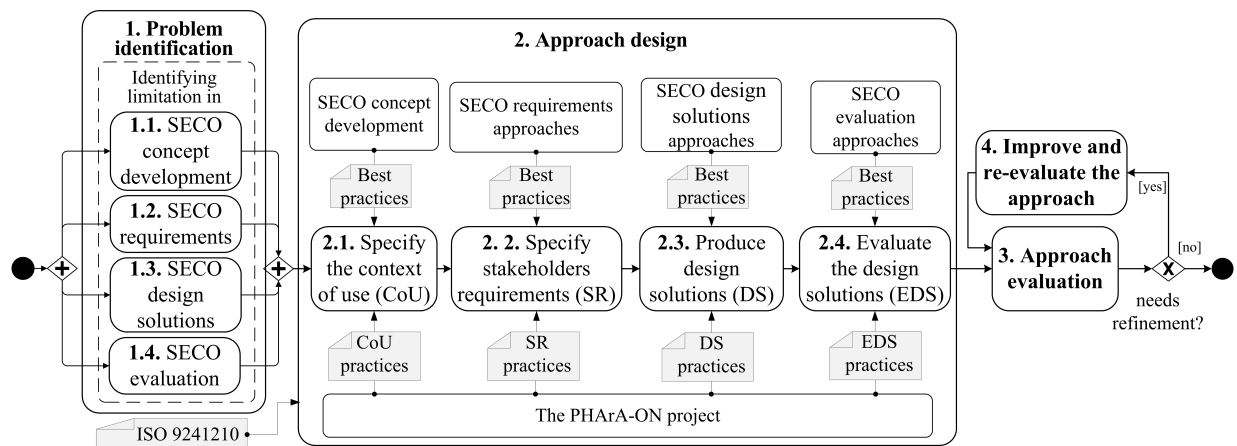 1. Problem
identification
Identifying
limitation in
1.1. SECO
concept
development
1.2. SECO
requirements
1.3. SECO
design
solutions
1.4. SECO
evaluation
ISO 9241210
2. Approach design
SECO concept
development
SECO requirements
approaches
SECO design
solutions
approaches
SECO
evaluation
approaches
Best
practices
Best
practices
Best
practices
Best
practices
2.1. Specify
the context
of use (CoU)
2. 2. Specify
stakeholders
requirements (SR)
2.3. Produce
design
solutions (DS)
2.4. Evaluate
the design
solutions (EDS)
CoU
practices
SR
practices
DS
practices
EDS
practices
The PHArA-ON project
4. Improve and
re-evaluate the
approach
[yes]
3. Approach
evaluation
X
[no]
needs
refinement?